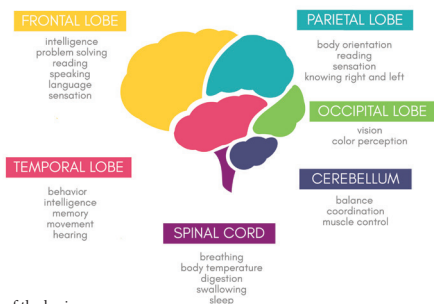 FRONTAL LOBE
intelligence
problem solving
reading
speaking
language
sensation
PARIETAL LOBE
body orientation
reading
sensation
knowing right and left
OCCIPITAL LOBE
vision
color perception
TEMPORAL LOBE
behavior
intelligence
memory
movement
hearing
CEREBELLUM
balance
coordination
muscle control
SPINAL CORD
breathing
body temperature
digestion
swallowing
sleep